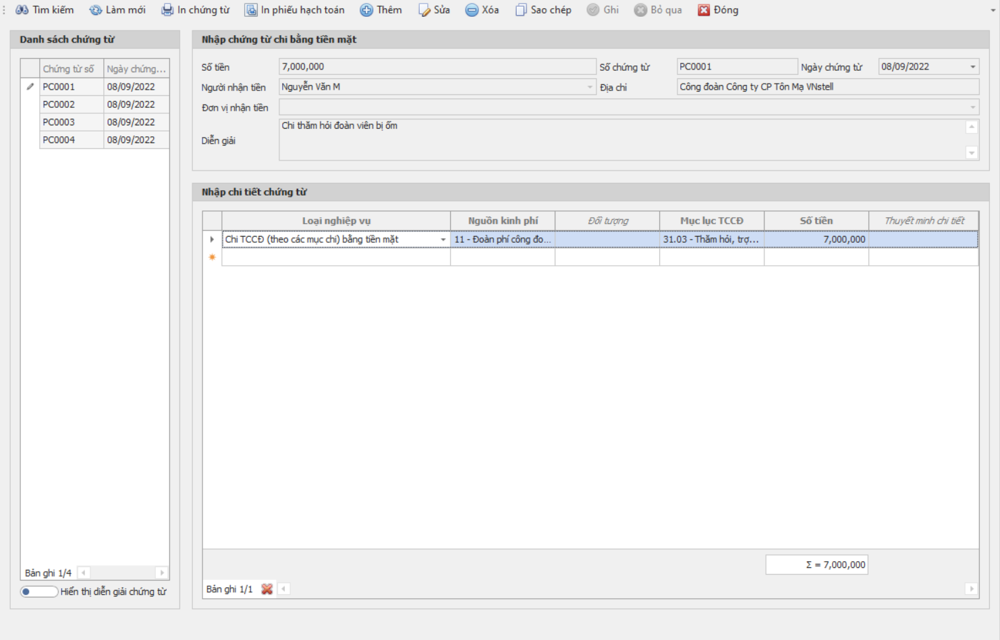 Tìm kiếm Làm mới In chứng từ In phiếu hạch toán Thêm Sửa Xóa Sao chép Ghi Bỏ qua Đóng
Danh sách chứng từ
Chứng từ số Ngày chứng...
PC0001 08/09/2022
PC0002 08/09/2022
PC0003 08/09/2022
PC0004 08/09/2022
Bản ghi 1/4
Hiển thị diễn giải chứng từ
Nhập chứng từ chi bằng tiền mặt
Số tiền 7,000,000 Số chứng từ PC0001 Ngày chứng từ 08/09/2022
Người nhận tiền Nguyễn Văn M Địa chỉ Công đoàn Công ty CP Tôn Mạ VNstell
Đơn vị nhận tiền
Diễn giải Chi thăm hỏi đoàn viên bị ốm
Nhập chi tiết chứng từ
Loại nghiệp vụ Nguồn kinh phí Đối tượng Mục lục TCCĐ Số tiền Thuyết minh chi tiết
Chi TCCĐ (theo các mục chi) bằng tiền mặt 11 - Đoàn phí công đo... 31.03 - Thăm hỏi, trợ... 7,000,000
Σ = 7,000,000
Bản ghi 1/1